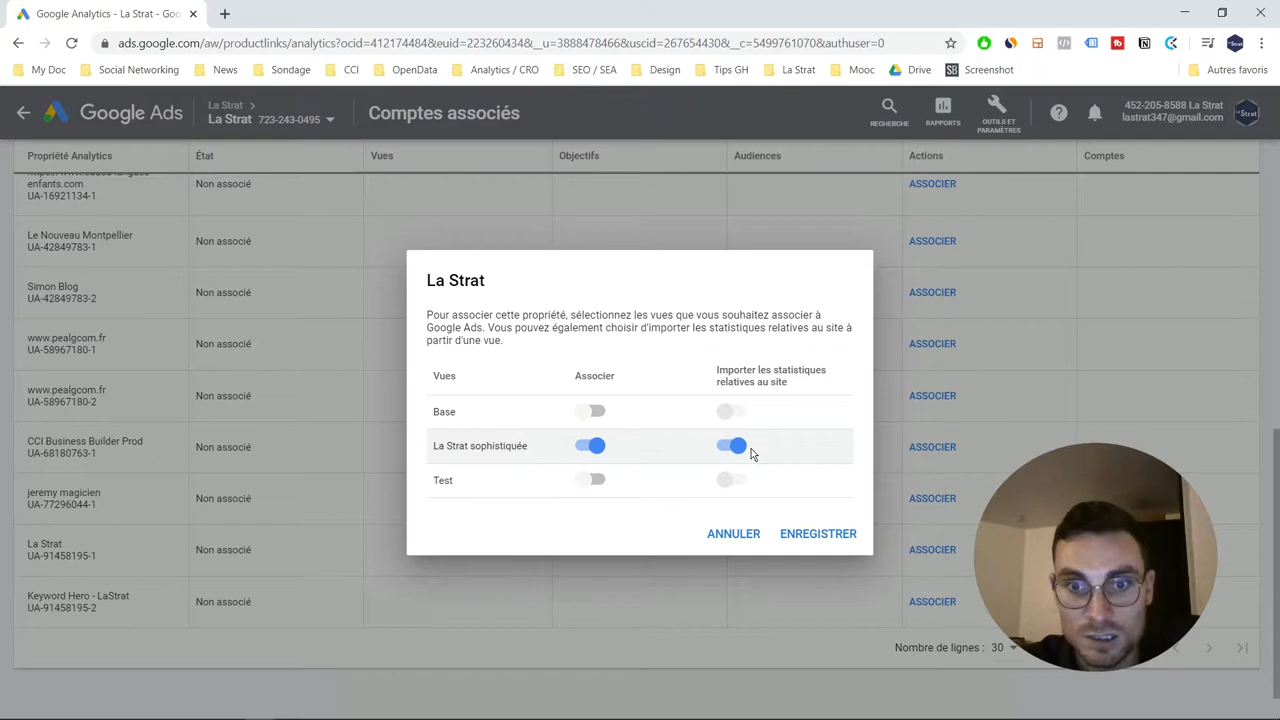 Google Analytics - La Strat - Goo
ads.google.com/aw/productlinks/analytics?ocid=412174484&euid=223260434&__u=3888478466&uscid=267654430&__c=5499761070&authuser=0
My Doc
Social Networking
News
Sondage
CCI
OpenData
Analytics / CRO
SEO / SEA
Design
Tips GH
La Strat
Mooc
Drive
Screenshot
Autres favoris
Google Ads
La Strat
La Strat 723-243-0495
Comptes associés
RECHERCHE
RAPPORTS
OUTILS ET
PARAMÈTRES
452-205-8588 La Strat
lastrat347@gmail.com
Propriété Analytics
État
Vues
Objectifs
Audiences
Actions
Comptes
enfants.com
UA-16921134-1
Non associé
ASSOCIER
Le Nouveau Montpellier
UA-42849783-1
Non associé
ASSOCIER
Simon Blog
UA-42849783-2
Non associé
ASSOCIER
www.pealgcom.fr
UA-58967180-1
Non associé
ASSOCIER
www.pealgcom.fr
UA-58967180-2
Non associé
ASSOCIER
CCI Business Builder Prod
UA-68180763-1
Non associé
ASSOCIER
jeremy magicien
UA-77296044-1
Non associé
ASSOCIER
La Strat
UA-91458195-1
Non associé
ASSOCIER
Keyword Hero - LaStrat
UA-91458195-2
Non associé
ASSOCIER
Nombre de lignes : 30
La Strat
Pour associer cette propriété, sélectionnez les vues que vous souhaitez associer à
Google Ads. Vous pouvez également choisir d'importer les statistiques relatives au site à
partir d'une vue.
Vues
Associer
Importer les statistiques
relatives au site
Base
La Strat sophistiquée
Test
ANNULER
ENREGISTRER